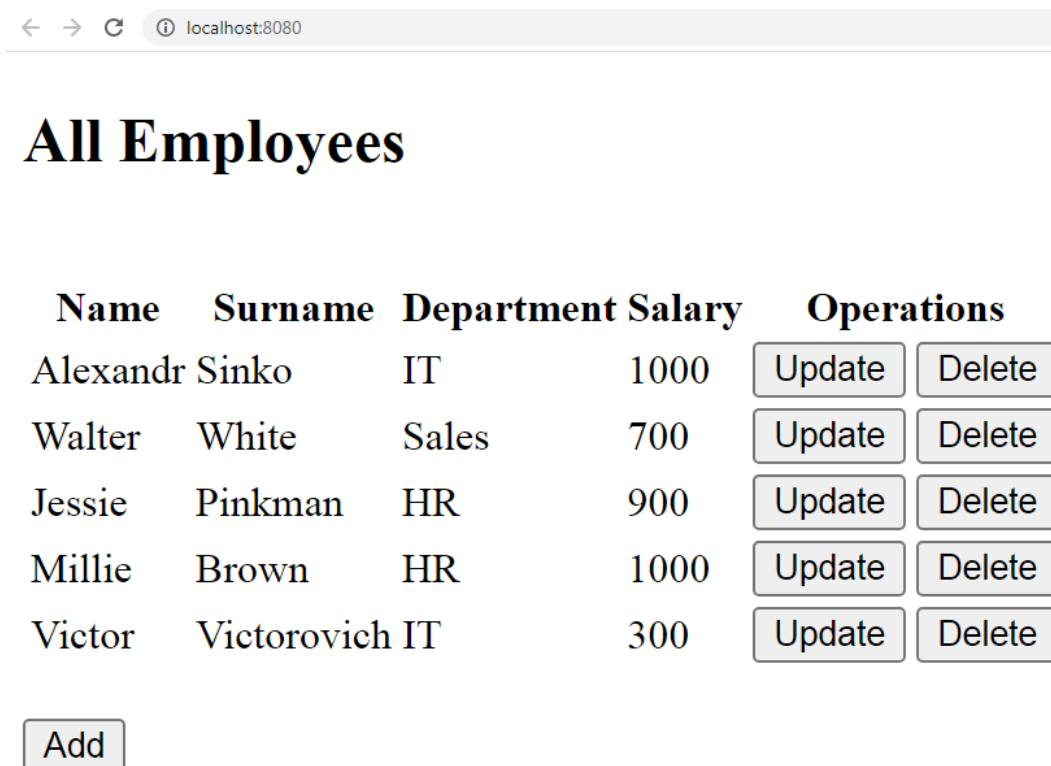 localhost:8080
All Employees
Name Surname Department Salary Operations
Alexandr Sinko IT 1000 Update Delete
Walter White Sales 700 Update Delete
Jessie Pinkman HR 900 Update Delete
Millie Brown HR 1000 Update Delete
Victor Victorovich IT 300 Update Delete
Add